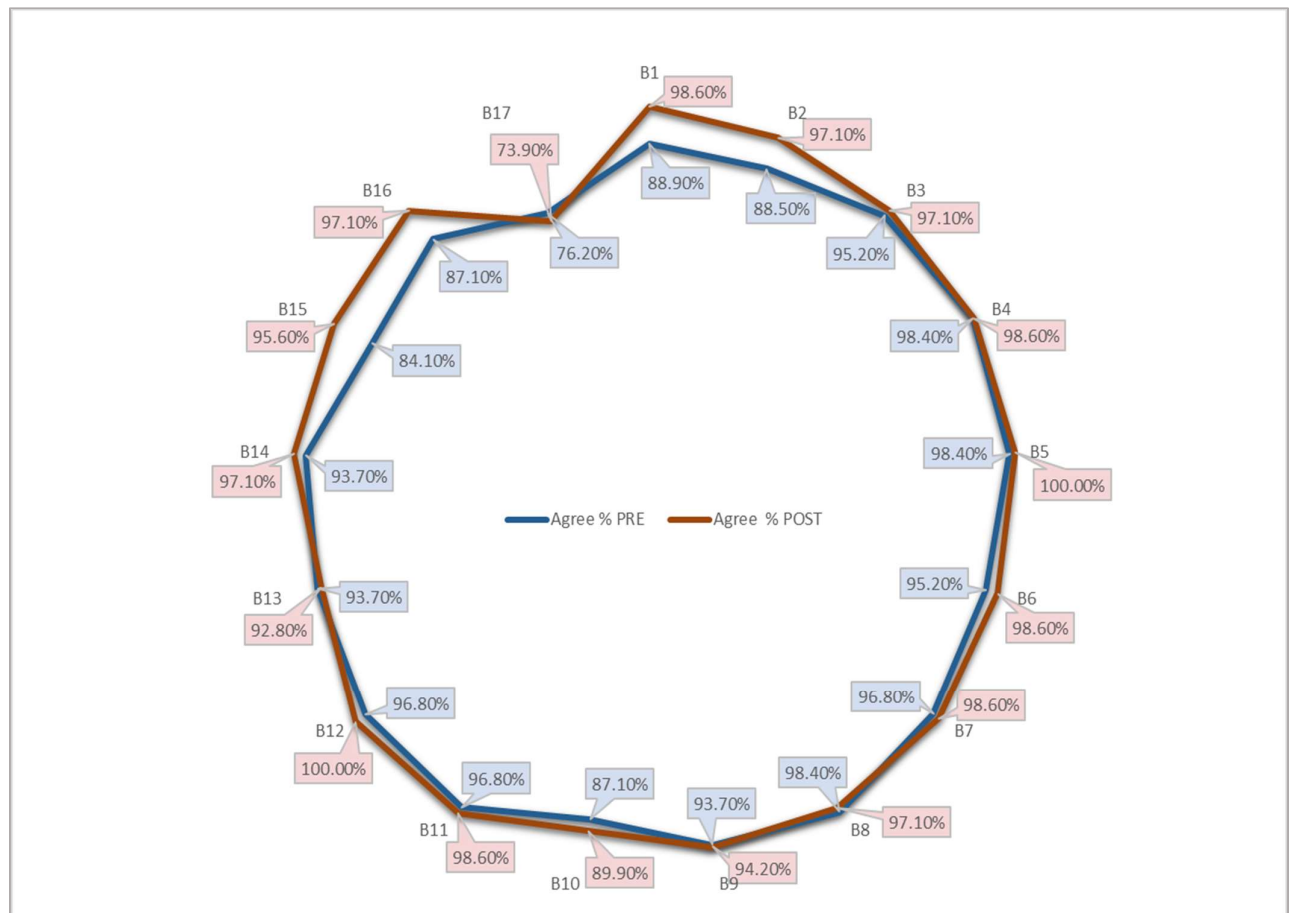 B1
98.60%
B17
B2
97.10%
73.90%
88.90%
B16
B3
88.50%
97.10%
97.10%
76.20%
95.20%
87.10%
B15
B4
95.60%
98.40%
98.60%
84.10%
B14
B5
98.40%
97.10%
93.70%
100.00%
Agree % PRE
Agree % POST
95.20%
B13
93.70%
B6
92.80%
98.60%
96.80%
96.80%
98.60%
B12
B7
100.00%
96.80%
87.10%
98.40%
93.70%
B11
B8
97.10%
98.60%
89.90%
94.20%
B10
B9